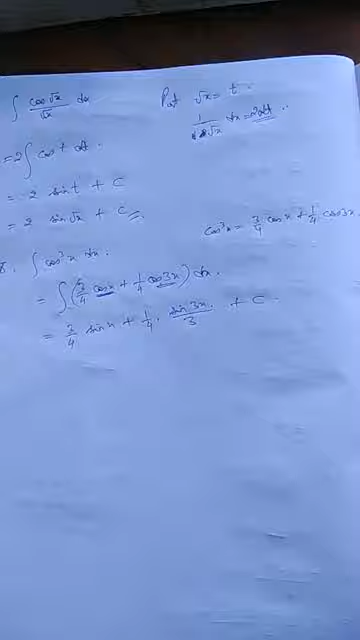 ∫ cos√x/√x dx
Put √x = t.
1/√x dx = 2dt
= 2∫ cos t dt.
= 2 sin t + C
= 2 sin√x + C
cos³x = 3/4 cos x + 1/4 cos 3x
8. ∫ cos³x dx.
= ∫ (3/4 cos x + 1/4 cos 3x) dx.
= 3/4 sin x + 1/4 . sin 3x/3 + C